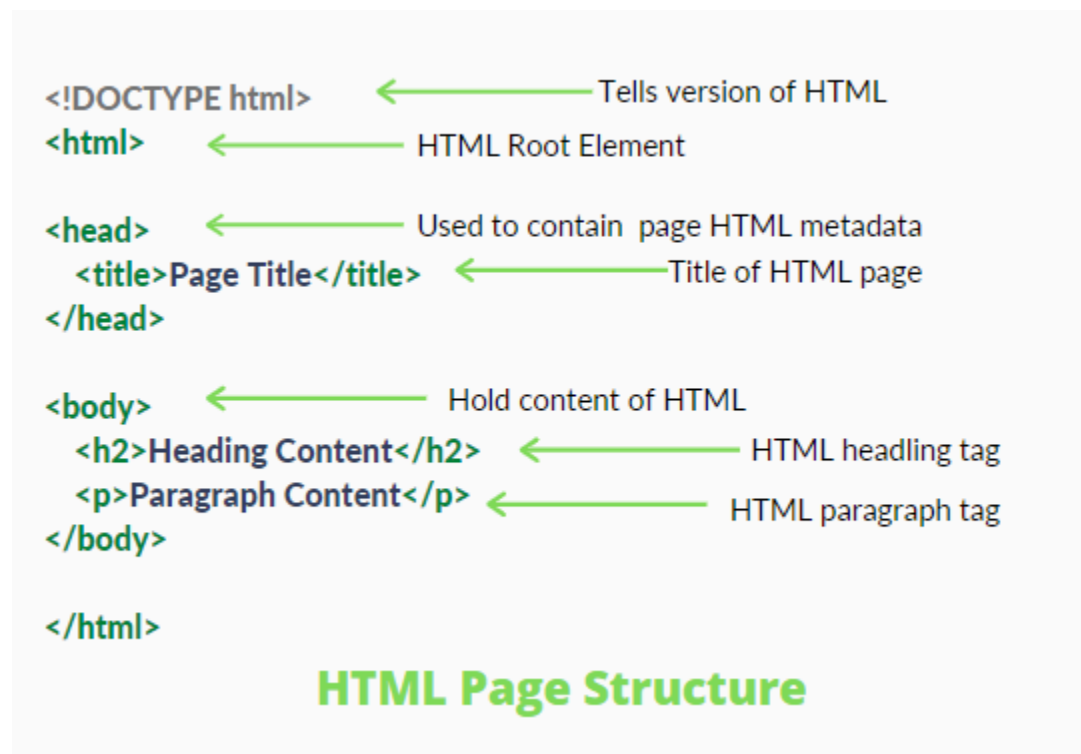 <!DOCTYPE html> Tells version of HTML
<html> HTML Root Element
<head> Used to contain page HTML metadata
<title>Page Title</title> Title of HTML page
</head>
<body> Hold content of HTML
<h2>Heading Content</h2> HTML headling tag
<p>Paragraph Content</p> HTML paragraph tag
</body>
</html>
HTML Page Structure